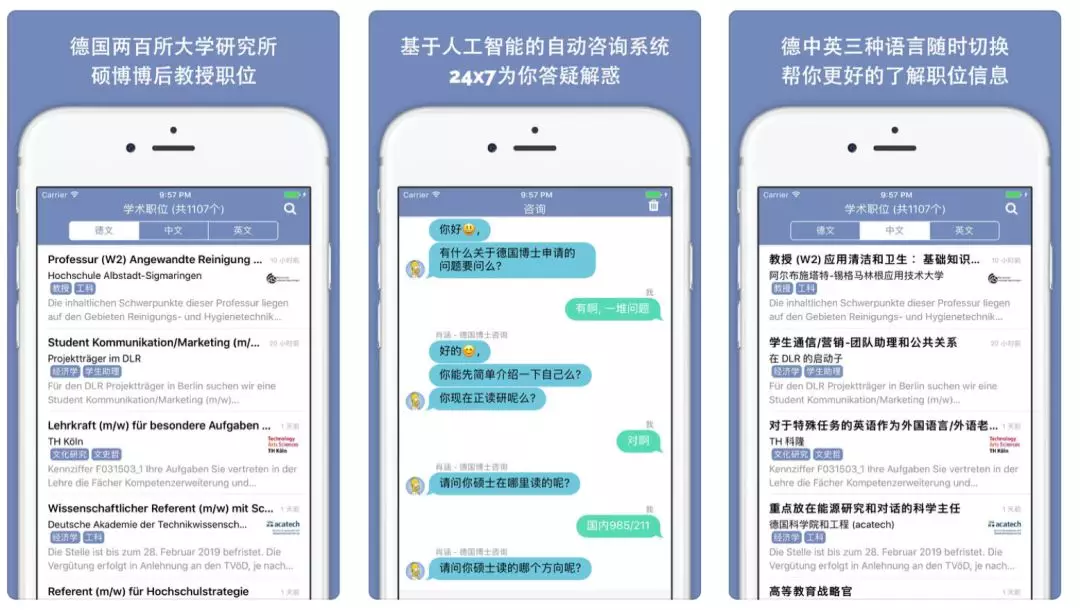 德国两百所大学研究所
硕博博后教授职位
Carrier
9:57 PM
学术职位 (共1107个)
德文
中文
英文
Professur (W2) Angewandte Reinigung ...
10 小时前
Hochschule Albstadt-Sigmaringen
教授
工科
Die inhaltlichen Schwerpunkte dieser Professur liegen
auf den Gebieten Reinigungs- und Hygienetechnik...
Student Kommunikation/Marketing (m/...
20 小时前
Projektträger im DLR
经济学
学生助理
Für den DLR Projektträger in Berlin suchen wir eine
Student Kommunikation/Marketing (m/w)...
Lehrkraft (m/w) für besondere Aufgaben ...
1 天前
TH Köln
文化研究
文史哲
Technology
Arts Sciences
TH Köln
Kennziffer F031503_1 Ihre Aufgaben Sie vertreten in der
Lehre die Fächer Kompetenzerweiterung und...
Wissenschaftlicher Referent (m/w) mit Sc...
1 天前
Deutsche Akademie der Technikwissensch...
acatech
经济学
工科
Die Stelle ist bis zum 28. Februar 2019 befristet. Die
Vergütung erfolgt in Anlehnung an den TVöD, je nach...
Referent (m/w) für Hochschulstrategie
1 天前
基于人工智能的自动咨询系统
24x7为你答疑解惑
Carrier
9:57 PM
咨询
你好😃,
有什么关于德国博士申请的
问题要问么?
我
有啊, 一堆问题
肖涵 - 德国博士咨询
好的😊,
你能先简单介绍一下自己么?
你现在正读研呢么?
我
对啊
肖涵 - 德国博士咨询
请问你硕士在哪里读的呢?
我
国内985/211
肖涵 - 德国博士咨询
请问你硕士读的哪个方向呢?
德中英三种语言随时切换
帮你更好的了解职位信息
Carrier
9:57 PM
学术职位 (共1107个)
德文
中文
英文
教授 (W2) 应用清洁和卫生： 基础知识...
10 小时前
阿尔布施塔特-锡格马林根应用技术大学
教授
工科
Die inhaltlichen Schwerpunkte dieser Professur liegen
auf den Gebieten Reinigungs- und Hygienetechnik...
学生通信/营销-团队助理和公共关系
20 小时前
在 DLR 的启动子
经济学
学生助理
Für den DLR Projektträger in Berlin suchen wir eine
Student Kommunikation/Marketing (m/w)...
对于特殊任务的英语作为外国语言/外语老...
1 天前
TH 科隆
文化研究
文史哲
Technology
Arts Sciences
TH Köln
Kennziffer F031503_1 Ihre Aufgaben Sie vertreten in der
Lehre die Fächer Kompetenzerweiterung und...
重点放在能源研究和对话的科学主任
1 天前
德国科学院和工程 (acatech)
acatech
经济学
工科
Die Stelle ist bis zum 28. Februar 2019 befristet. Die
Vergütung erfolgt in Anlehnung an den TVöD, je nach...
高等教育战略官
1 天前